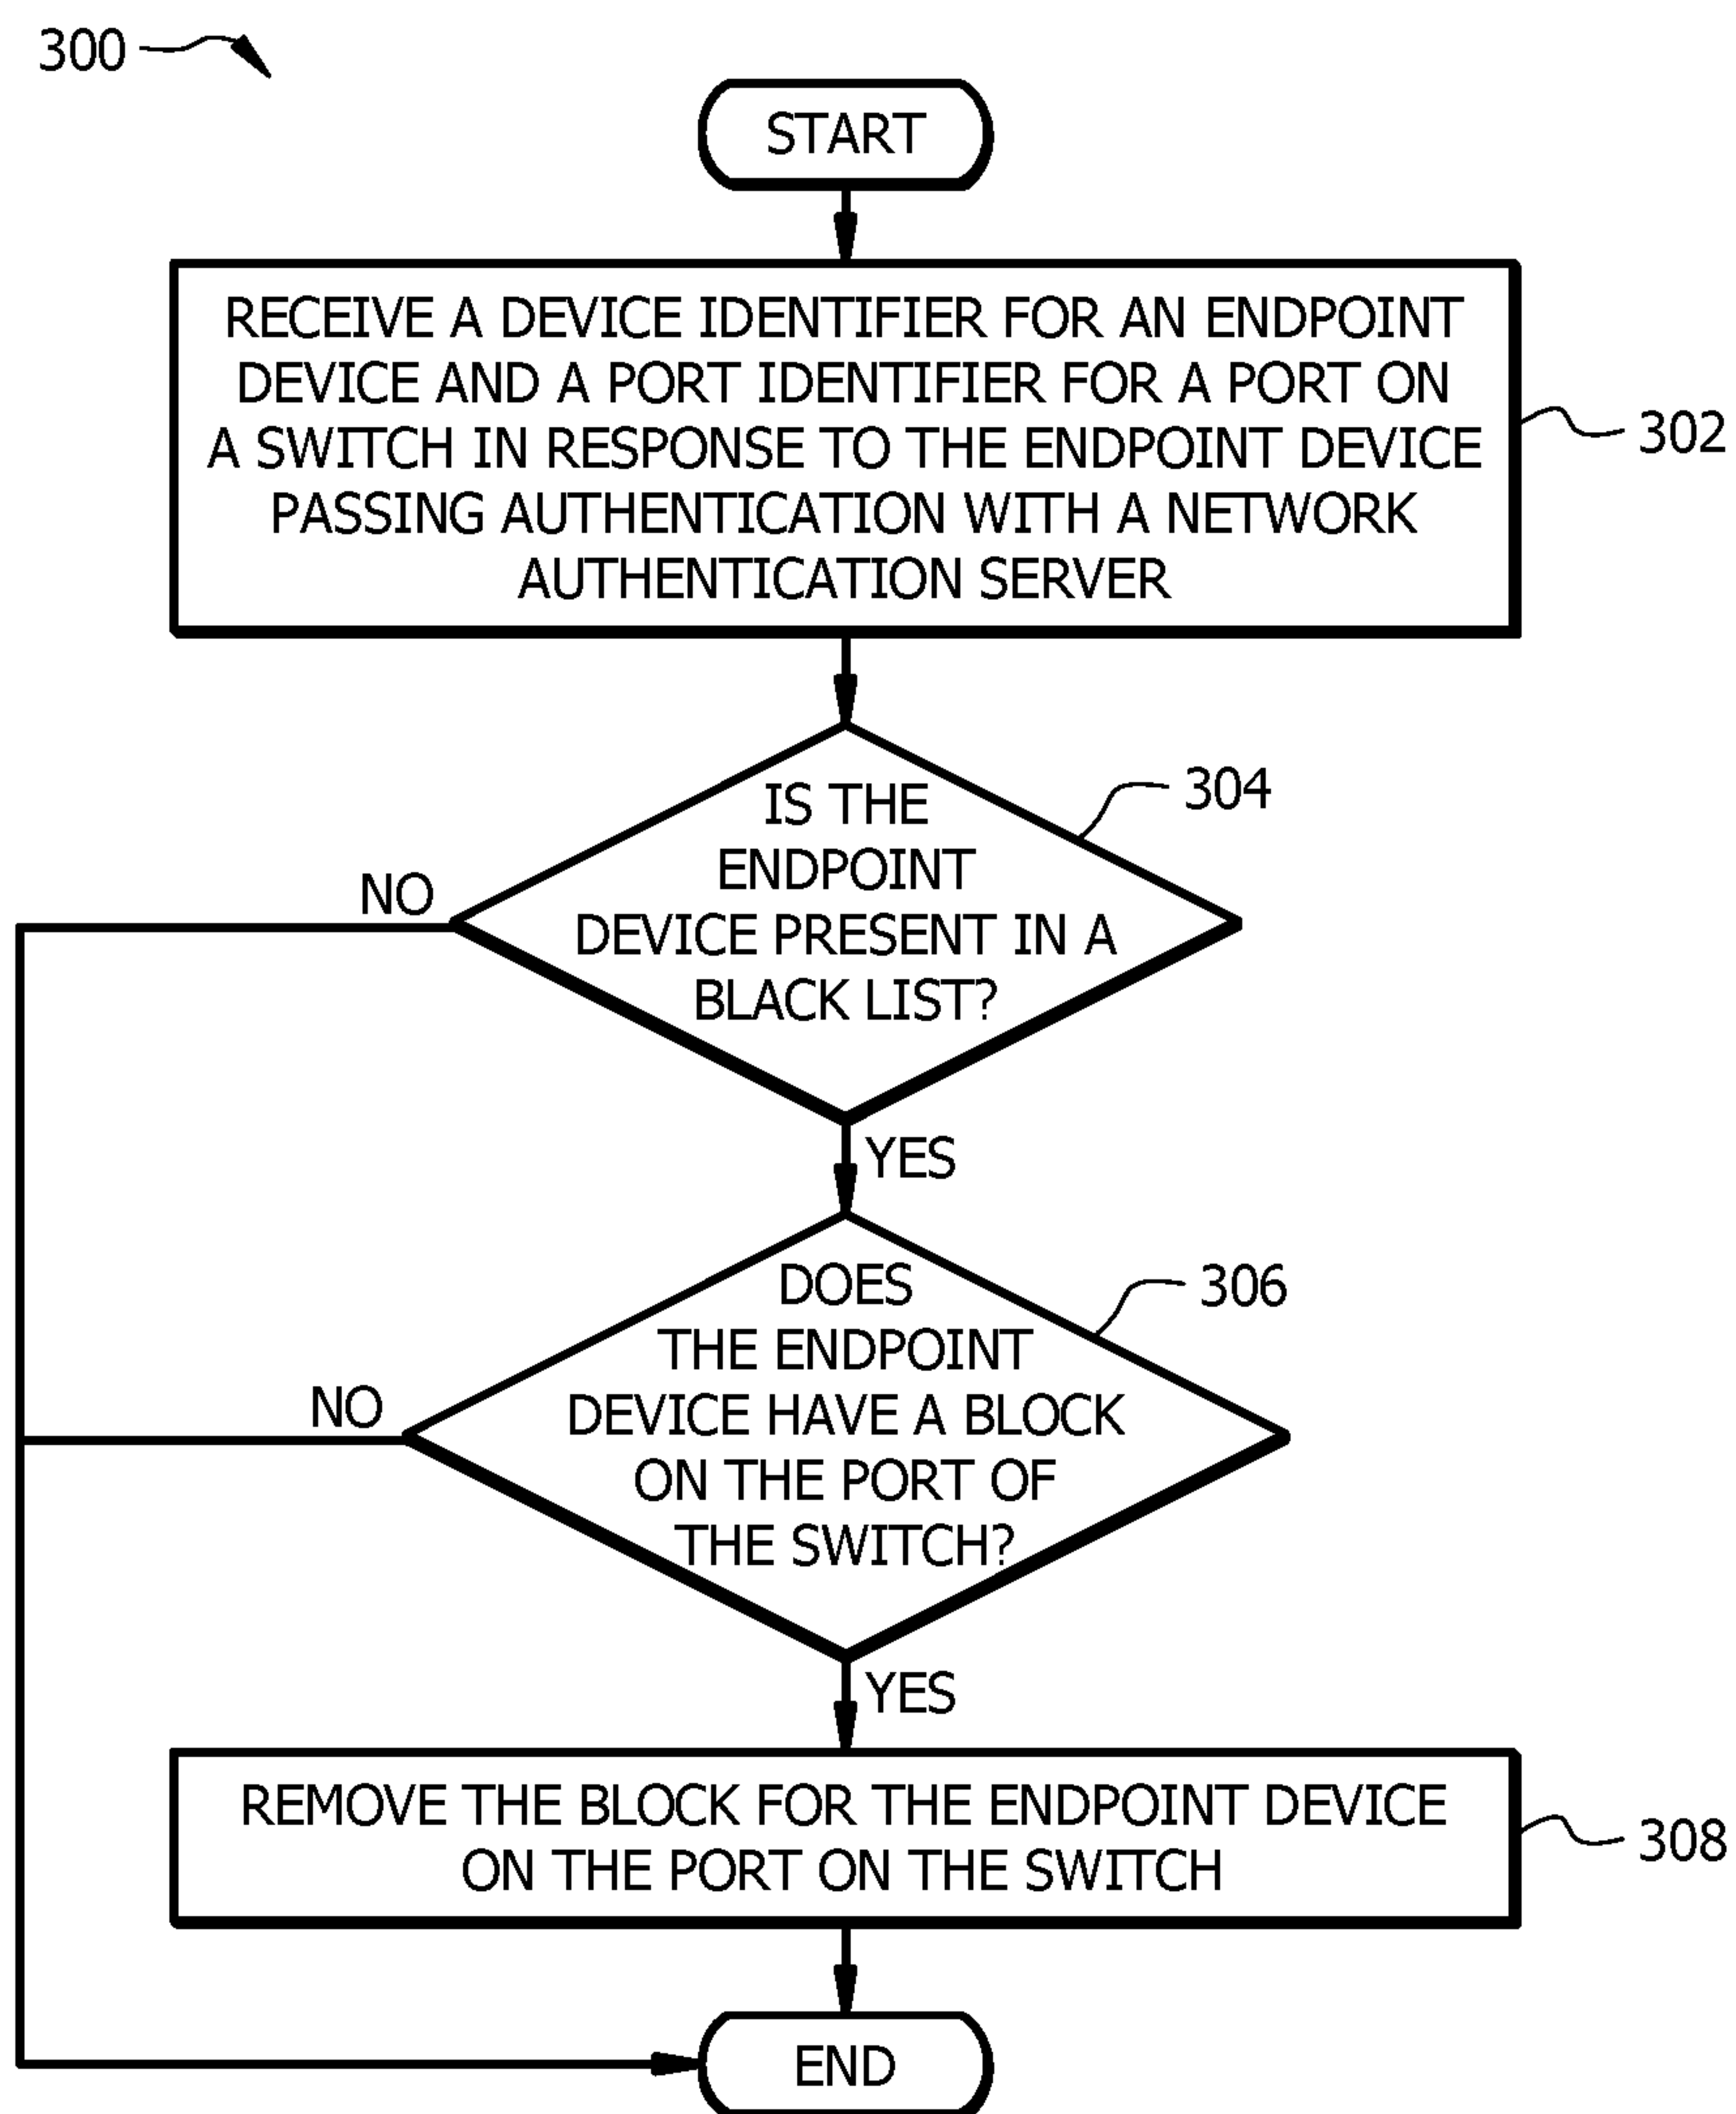 300
START
RECEIVE A DEVICE IDENTIFIER FOR AN ENDPOINT
DEVICE AND A PORT IDENTIFIER FOR A PORT ON
A SWITCH IN RESPONSE TO THE ENDPOINT DEVICE
PASSING AUTHENTICATION WITH A NETWORK
AUTHENTICATION SERVER
302
IS THE
ENDPOINT
DEVICE PRESENT IN A
BLACK LIST?
304
NO
YES
DOES
THE ENDPOINT
DEVICE HAVE A BLOCK
ON THE PORT OF
THE SWITCH?
306
NO
YES
REMOVE THE BLOCK FOR THE ENDPOINT DEVICE
ON THE PORT ON THE SWITCH
308
END